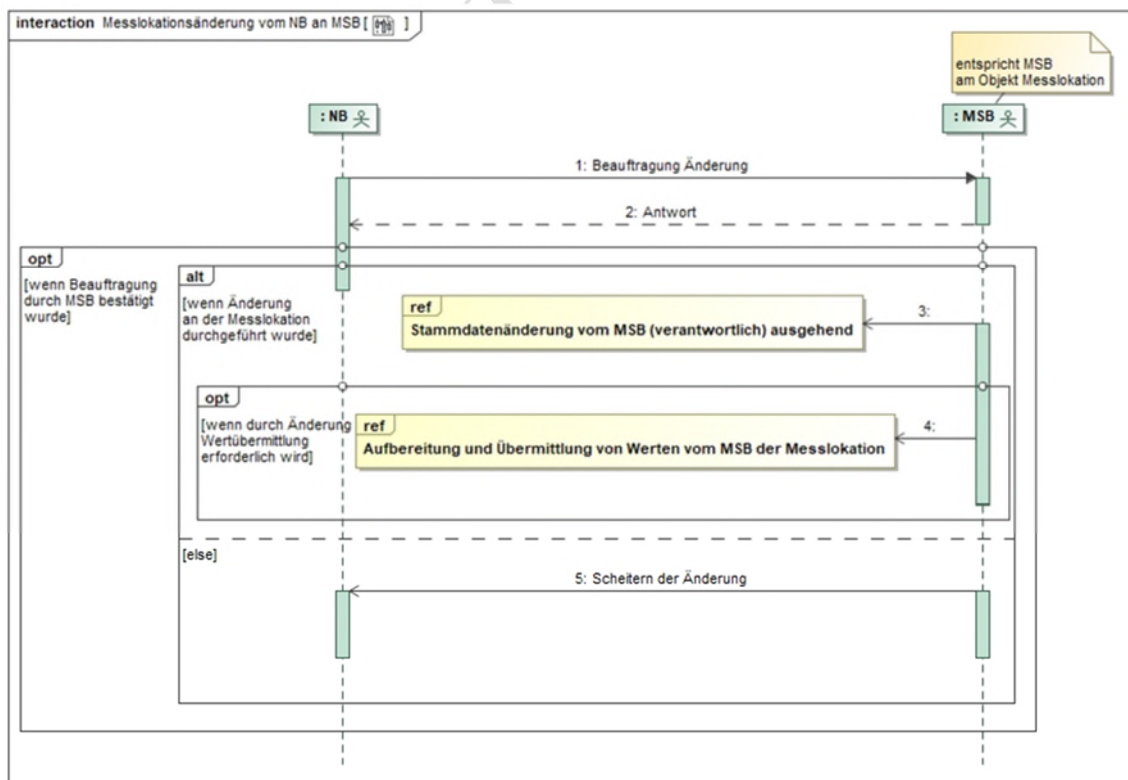 interaction Messlokationsänderung vom NB an MSB [ ]
entspricht MSB
am Objekt Messlokation
: NB
: MSB
1: Beauftragung Änderung
2: Antwort
opt
[wenn Beauftragung
durch MSB bestätigt
wurde]
alt
[wenn Änderung
an der Messlokation
durchgeführt wurde]
ref
Stammdatenänderung vom MSB (verantwortlich) ausgehend
3:
opt
[wenn durch Änderung
Wertübermittlung
erforderlich wird]
ref
Aufbereitung und Übermittlung von Werten vom MSB der Messlokation
4:
[else]
5: Scheitern der Änderung